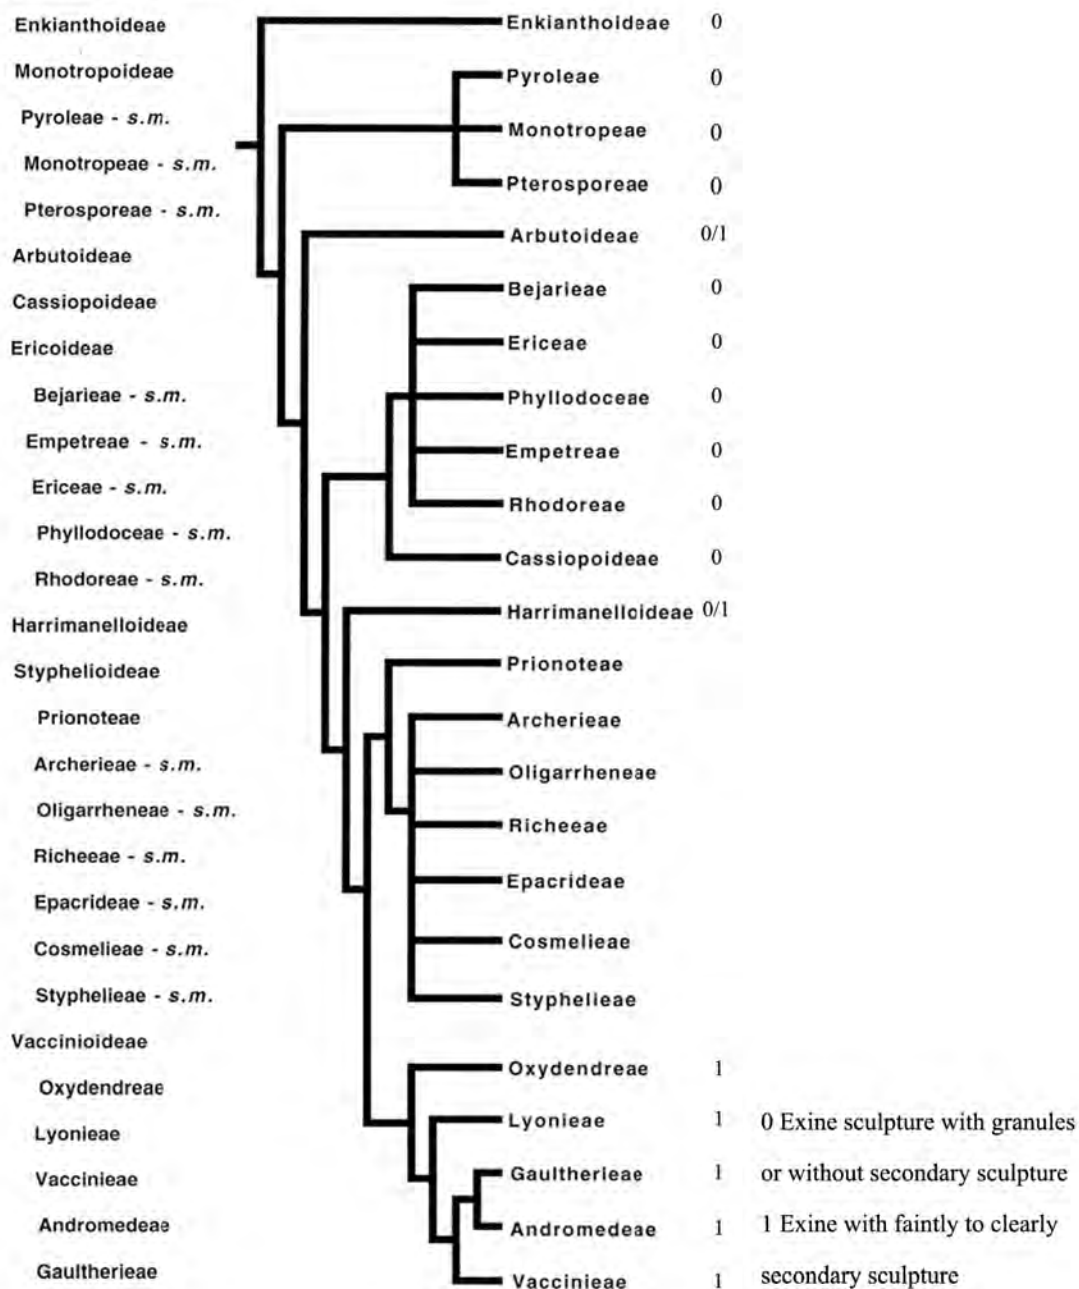 Enkianthoideae
Monotropoideae
Pyroleae - s.m.
Monotropeae - s.m.
Pterosporeae - s.m.
Arbutoideae
Cassiopoideae
Ericoideae
Bejarieae - s.m.
Empetreae - s.m.
Ericeae - s.m.
Phyllodoceae - s.m.
Rhodoreae - s.m.
Harrimanelloideae
Styphelioideae
Prionoteae
Archerieae - s.m.
Oligarrheneae - s.m.
Richeeae - s.m.
Epacrideae - s.m.
Cosmelieae - s.m.
Styphelieae - s.m.
Vaccinioideae
Oxydendreae
Lyonieae
Vaccinieae
Andromedeae
Gaultherieae
Enkianthoideae 0
Pyroleae 0
Monotropeae 0
Pterosporeae 0
Arbutoideae 0/1
Bejarieae 0
Ericeae 0
Phyllodoceae 0
Empetreae 0
Rhodoreae 0
Cassiopoideae 0
Harrimanelloideae 0/1
Prionoteae
Archerieae
Oligarrheneae
Richeeae
Epacrideae
Cosmelieae
Styphelieae
Oxydendreae 1
Lyonieae 1
Gaultherieae 1
Andromedeae 1
Vaccinieae 1
0 Exine sculpture with granules
or without secondary sculpture
1 Exine with faintly to clearly
secondary sculpture